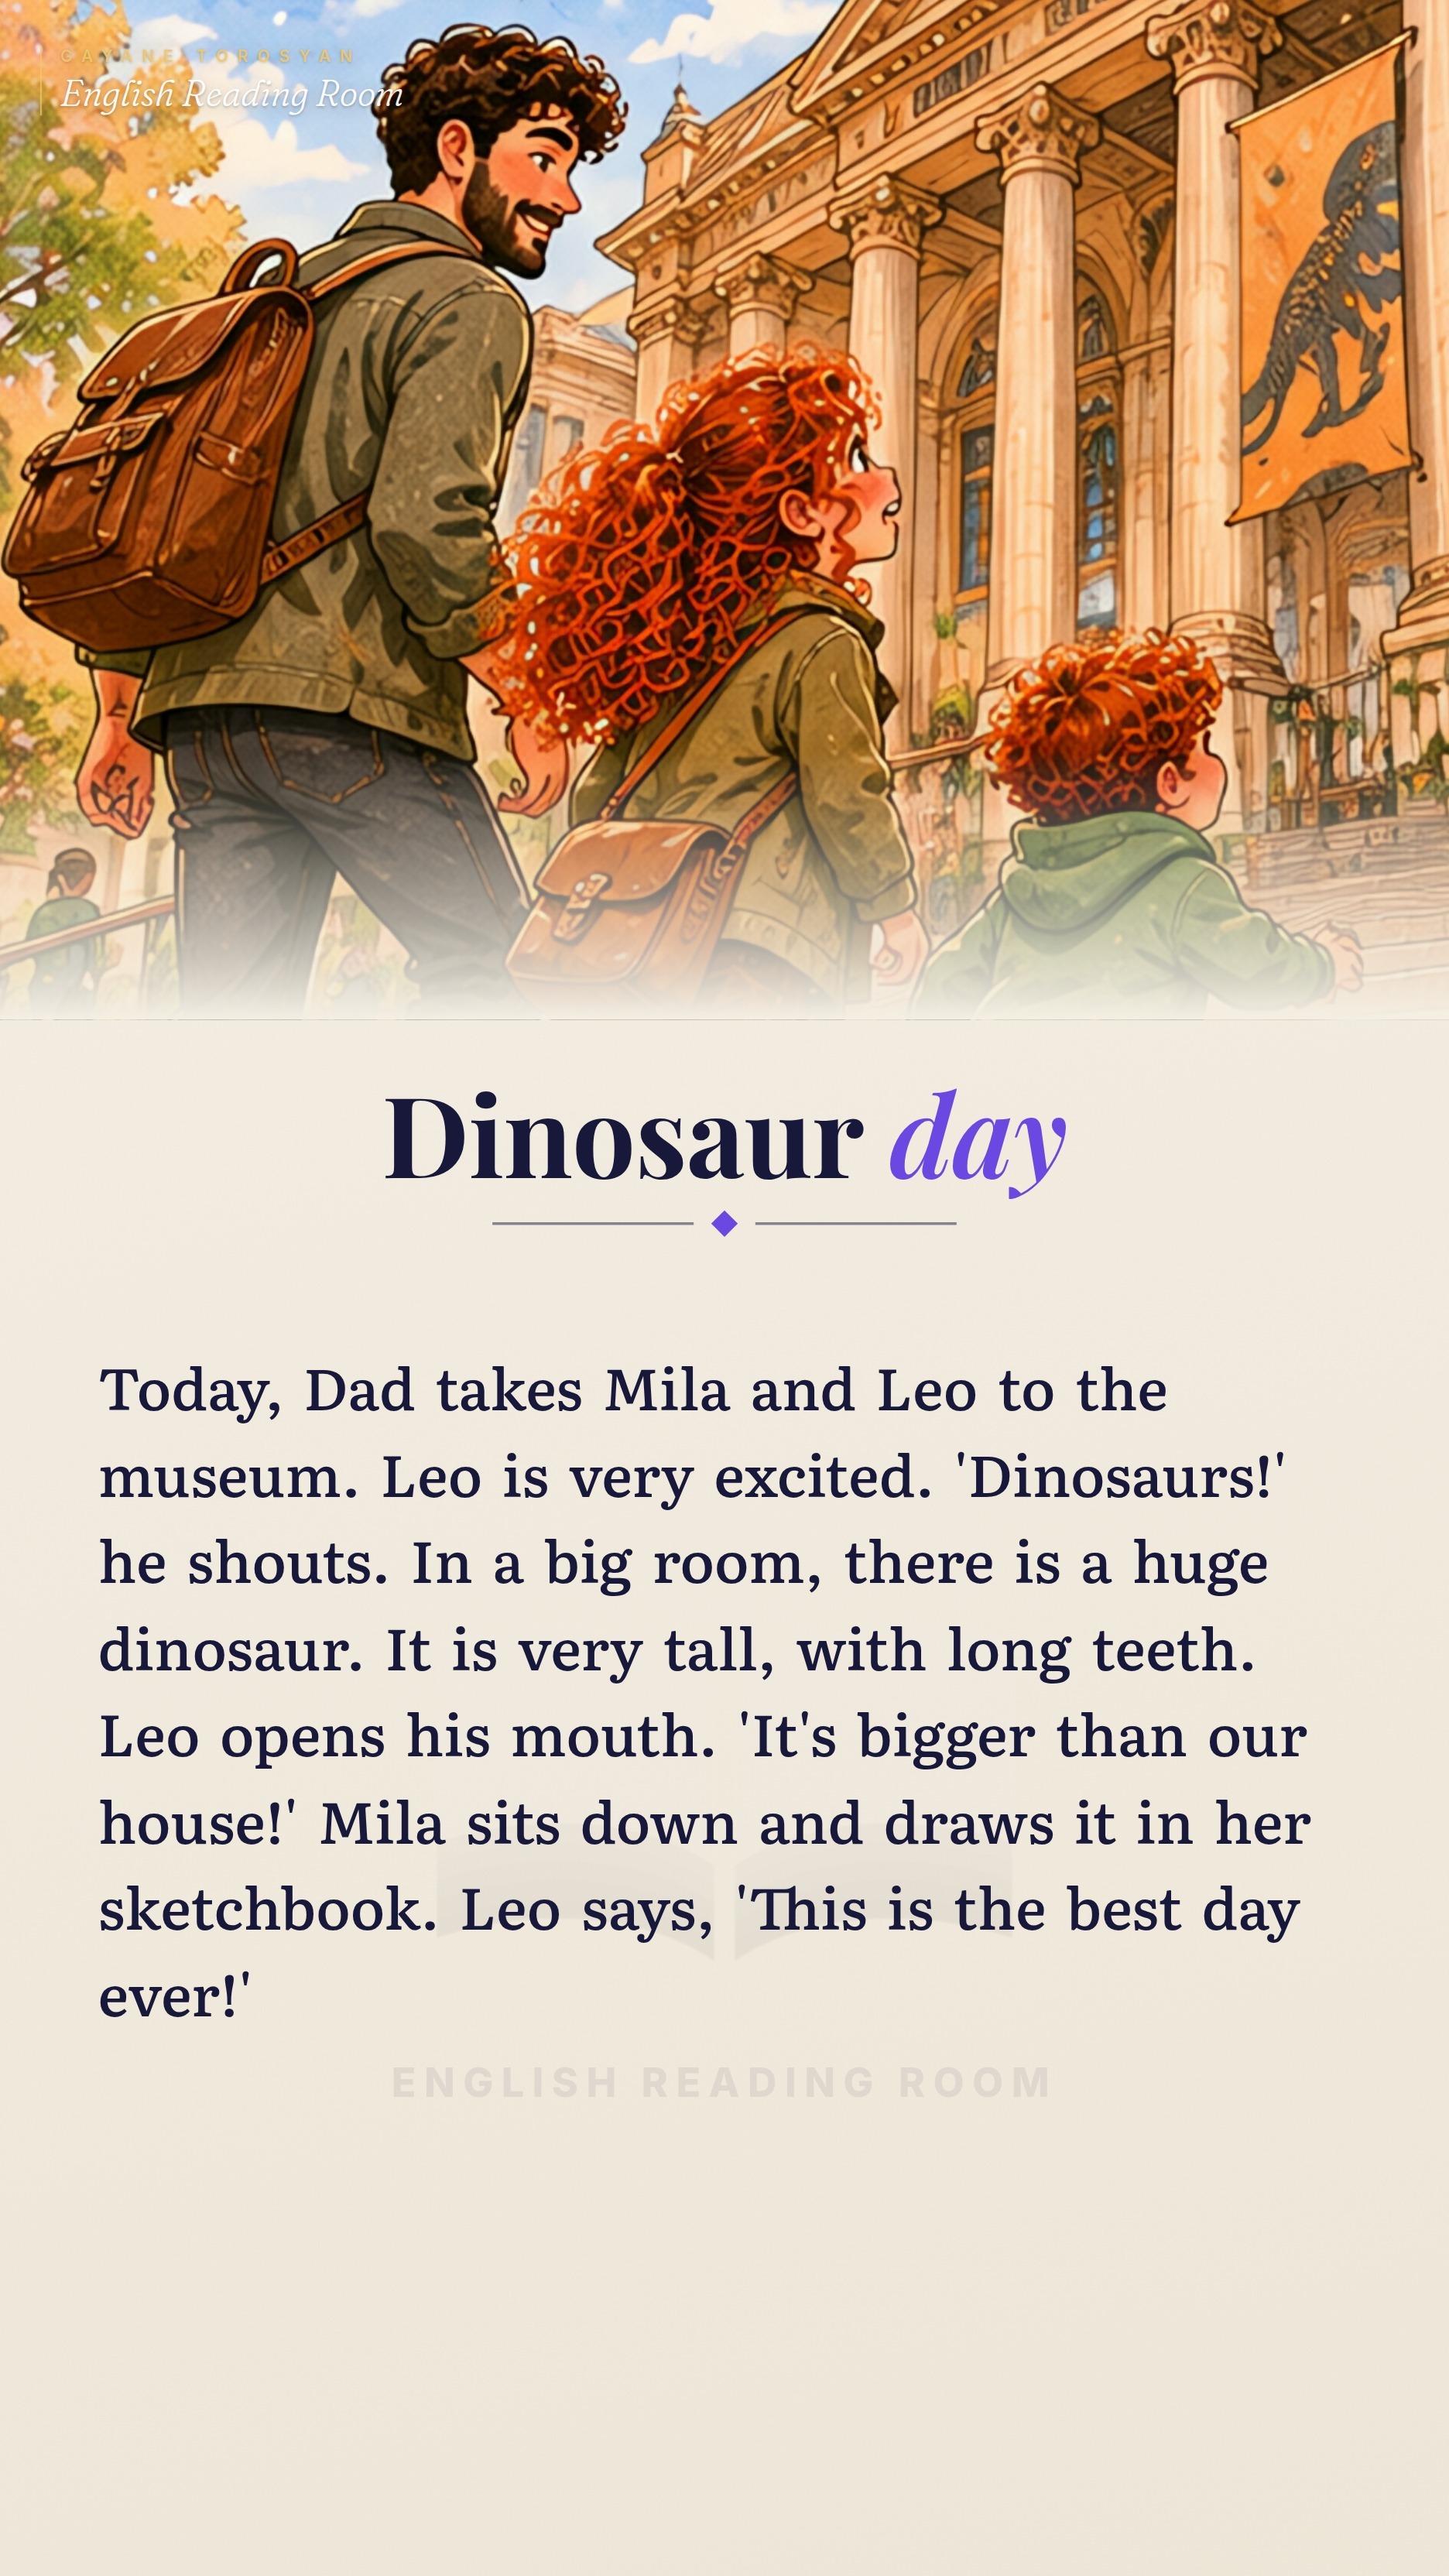 GAYANE TOROSYAN
English Reading Room
Dinosaur day
Today, Dad takes Mila and Leo to the
museum. Leo is very excited. 'Dinosaurs!'
he shouts. In a big room, there is a huge
dinosaur. It is very tall, with long teeth.
Leo opens his mouth. 'It's bigger than our
house!' Mila sits down and draws it in her
sketchbook. Leo says, 'This is the best day
ever!'
ENGLISH READING ROOM